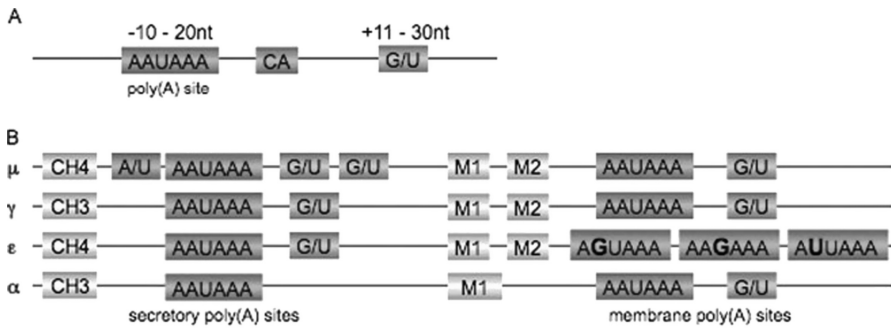 A
-10 - 20nt +11 - 30nt
AAUAAA CA G/U
poly(A) site
B
μ CH4 A/U AAUAAA G/U G/U M1 M2 AAUAAA G/U
γ CH3 AAUAAA G/U M1 M2 AAUAAA G/U
ε CH4 AAUAAA G/U M1 M2 AGUAAA AAGAAA AUUAAA
α CH3 AAUAAA M1 AAUAAA G/U
secretory poly(A) sites membrane poly(A) sites